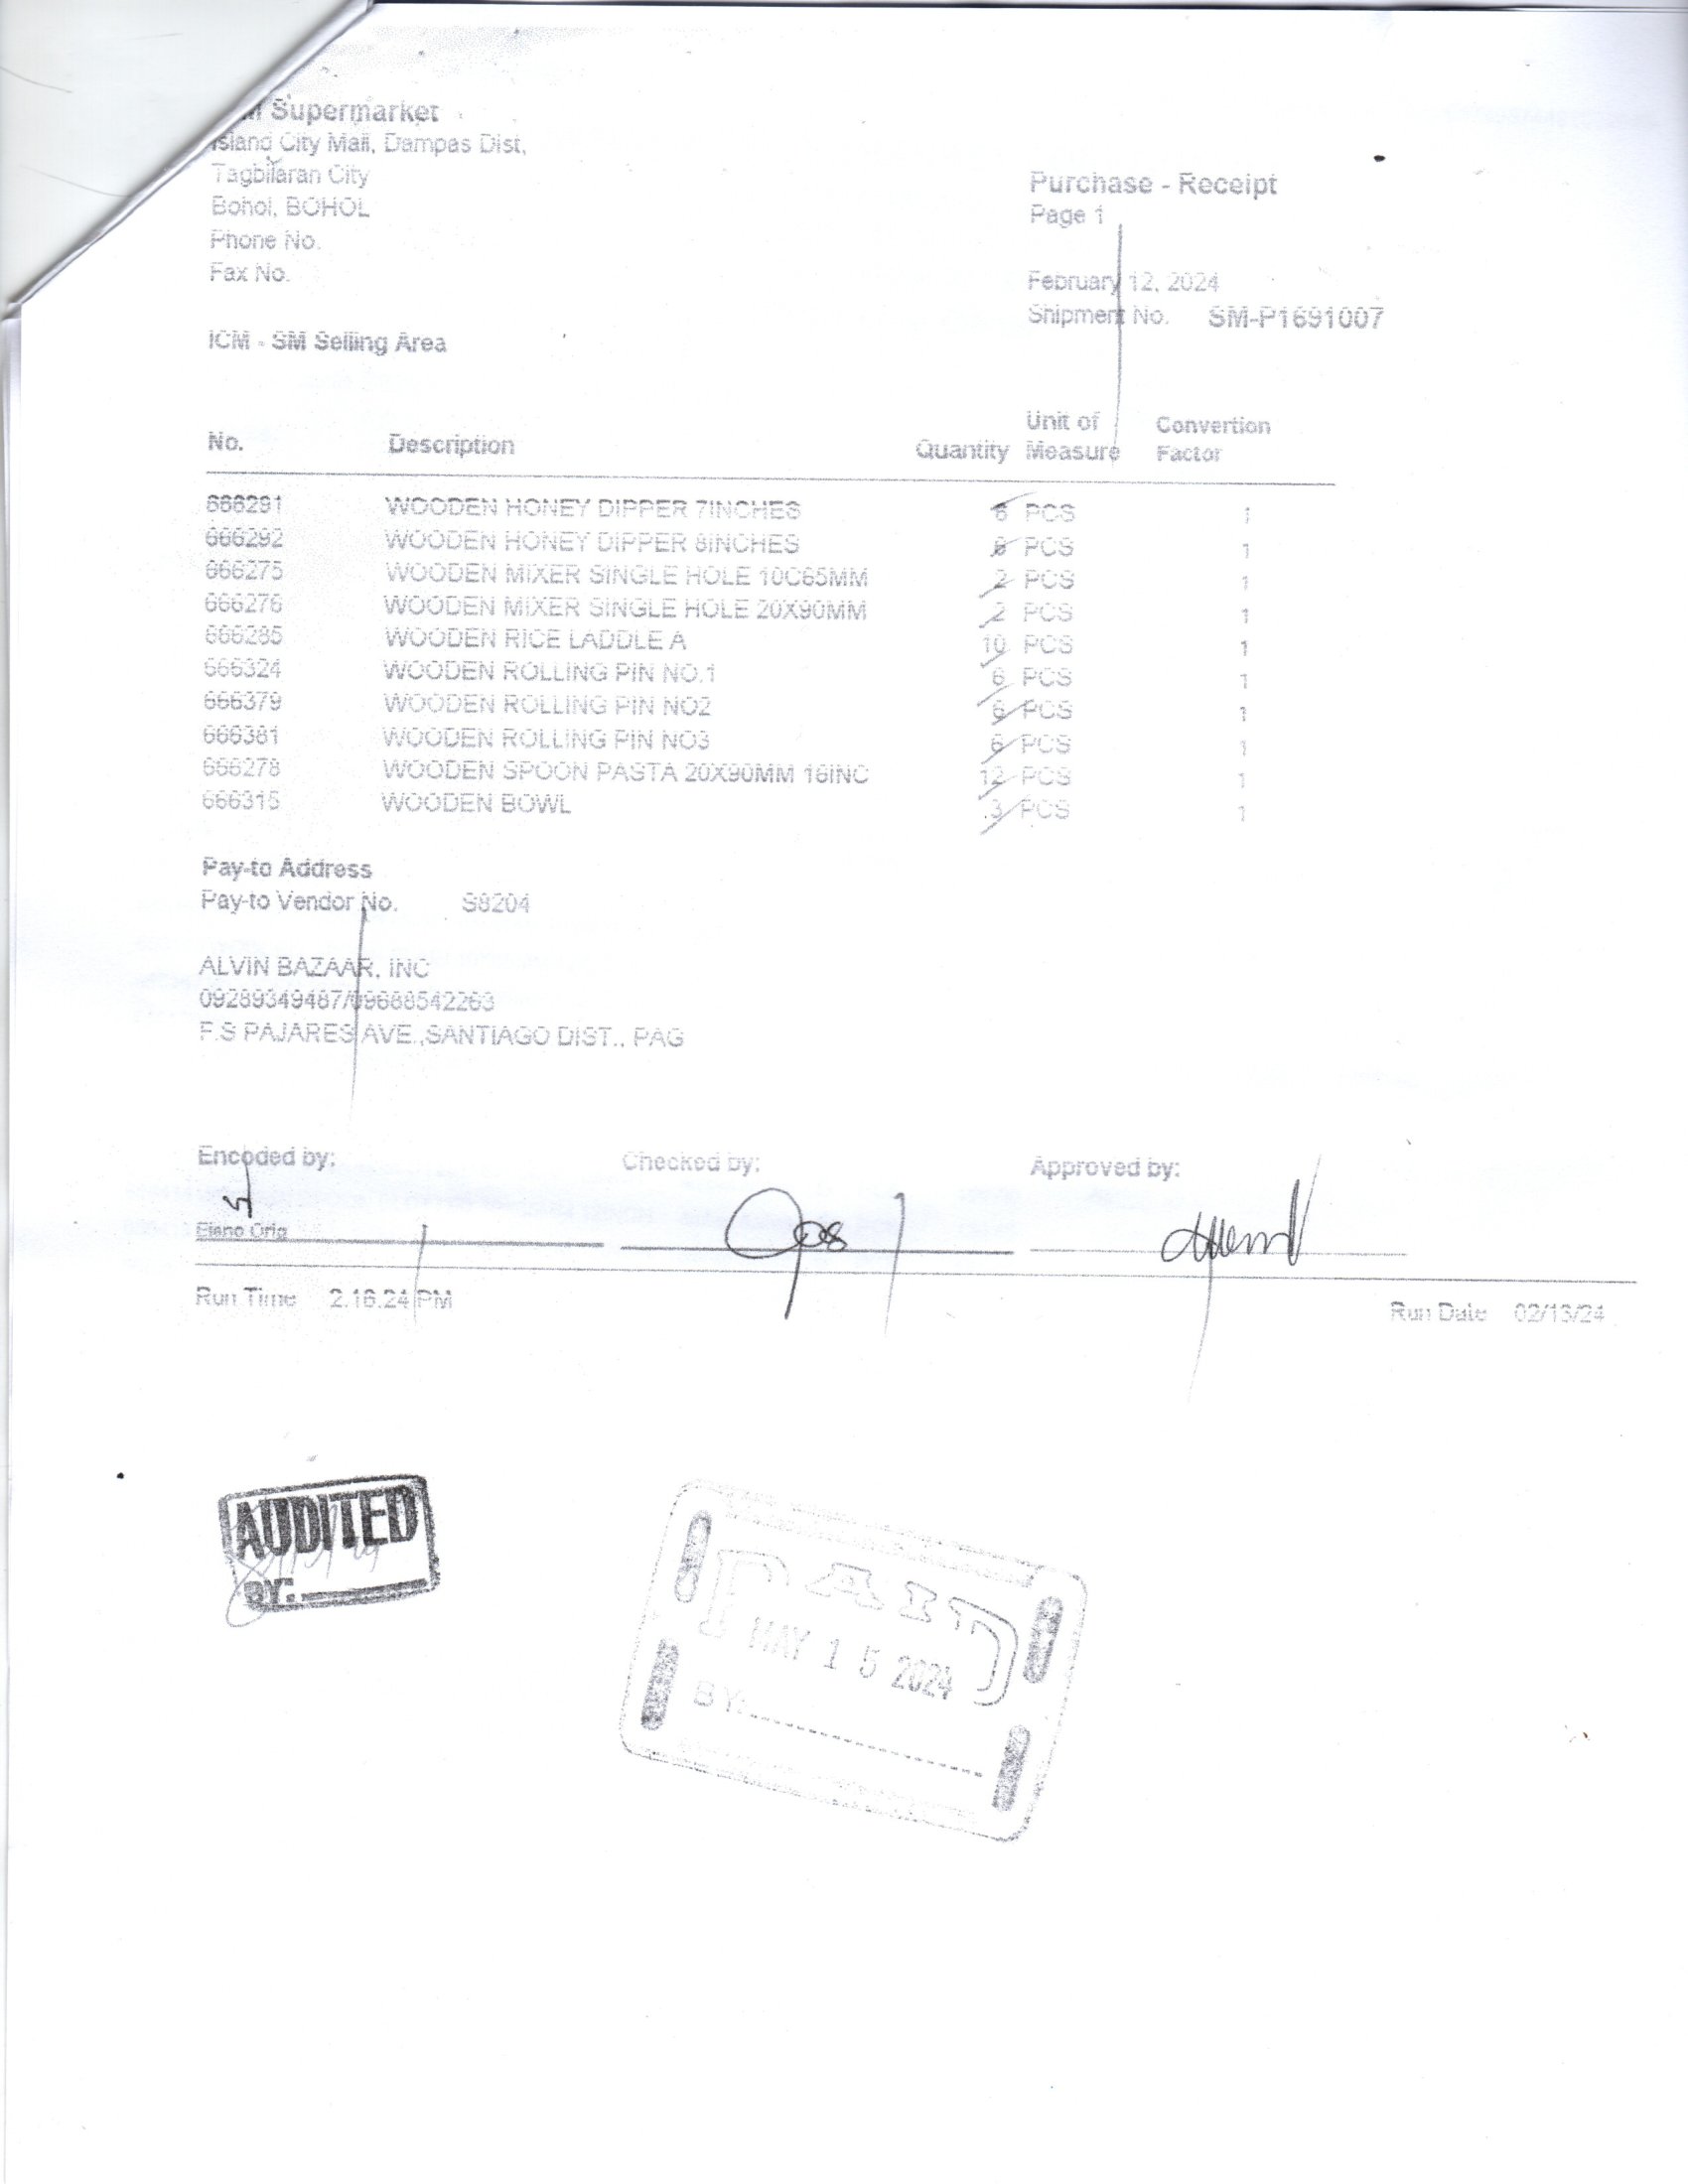 Supermarket
Island City Mall, Dampas Dist,
Tagbilaran City
Bohol, BOHOL
Phone No.
Fax No.
Purchase - Receipt
Page 1
February 12, 2024
Shipment No. SM-P1691007
ICM - SM Selling Area
No. Description Quantity Unit of Measure Convertion Factor
666291 WOODEN HONEY DIPPER 7INCHES 6 PCS 1
666292 WOODEN HONEY DIPPER 8INCHES 6 PCS 1
666275 WOODEN MIXER SINGLE HOLE 10C65MM 2 PCS 1
666276 WOODEN MIXER SINGLE HOLE 20X90MM 2 PCS 1
666285 WOODEN RICE LADDLE A 10 PCS 1
666324 WOODEN ROLLING PIN NO.1 6 PCS 1
666379 WOODEN ROLLING PIN NO2 6 PCS 1
666381 WOODEN ROLLING PIN NO3 6 PCS 1
666278 WOODEN SPOON PASTA 20X90MM 16INC 12 PCS 1
666315 WOODEN BOWL 3 PCS 1
Pay-to Address
Pay-to Vendor No. S8204
ALVIN BAZAAR, INC
09289349487/09688542263
F.S PAJARES AVE.,SANTIAGO DIST., PAG
Encoded by: Checked by: Approved by:
Run Time 2.16.24 PM Run Date 02/13/24
AUDITED
BY:
PAID
MAY 15 2024
BY: